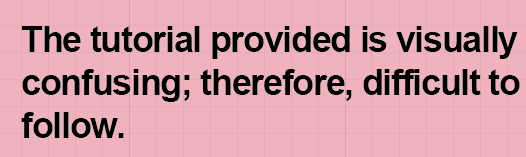 The tutorial provided is visually
confusing; therefore, difficult to
follow.